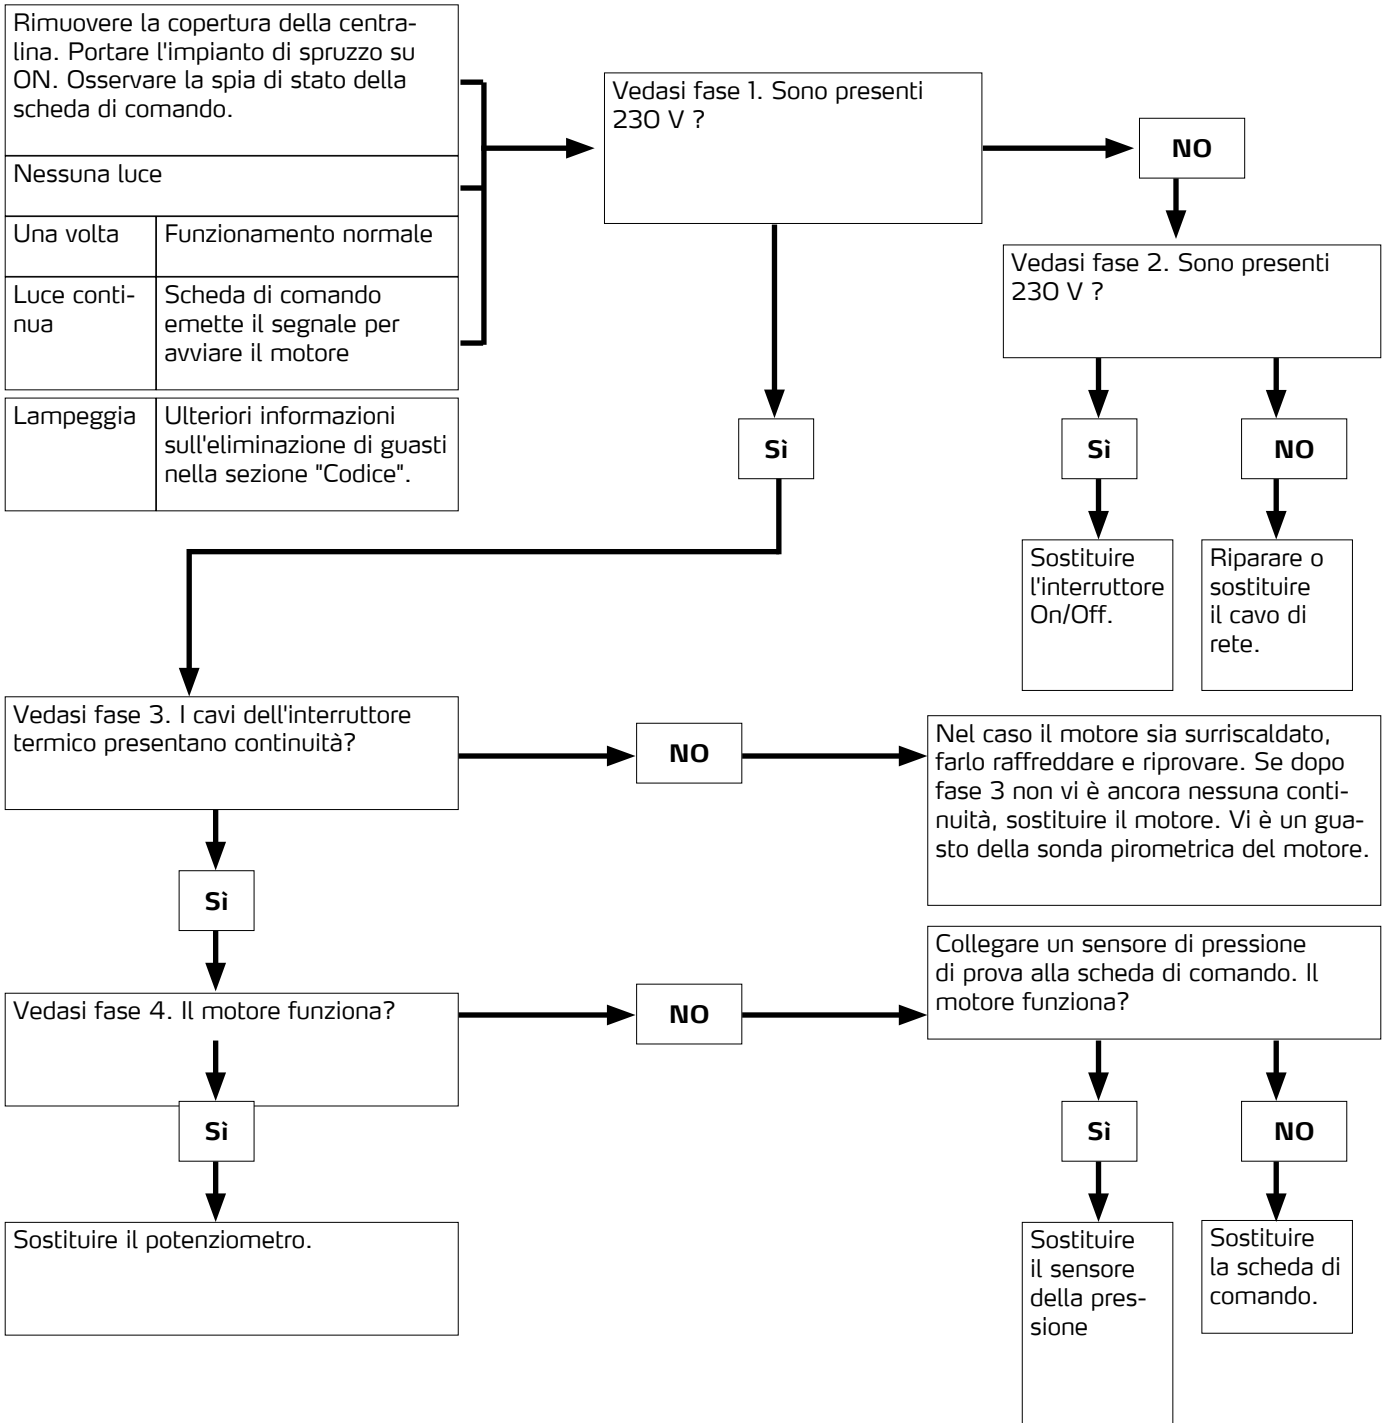 Rimuovere la copertura della centra-
lina. Portare l'impianto di spruzzo su
ON. Osservare la spia di stato della
scheda di comando.
Nessuna luce
Una volta
Funzionamento normale
Luce conti-
nua
Scheda di comando
emette il segnale per
avviare il motore
Lampeggia
Ulteriori informazioni
sull'eliminazione di guasti
nella sezione "Codice".
Vedasi fase 1. Sono presenti
230 V ?
NO
Vedasi fase 2. Sono presenti
230 V ?
Sì
Sì
NO
Sostituire
l'interruttore
On/Off.
Riparare o
sostituire
il cavo di
rete.
Vedasi fase 3. I cavi dell'interruttore
termico presentano continuità?
NO
Nel caso il motore sia surriscaldato,
farlo raffreddare e riprovare. Se dopo
fase 3 non vi è ancora nessuna conti-
nuità, sostituire il motore. Vi è un gua-
sto della sonda pirometrica del motore.
Sì
Vedasi fase 4. Il motore funziona?
NO
Collegare un sensore di pressione
di prova alla scheda di comando. Il
motore funziona?
Sì
Sì
NO
Sostituire il potenziometro.
Sostituire
il sensore
della pres-
sione
Sostituire
la scheda di
comando.